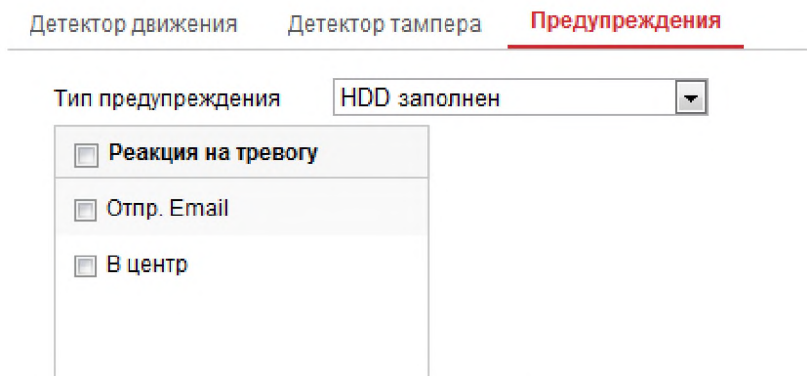 Детектор движения Детектор тампера Предупреждения
Тип предупреждения HDD заполнен
Реакция на тревогу
Отпр. Email
В центр